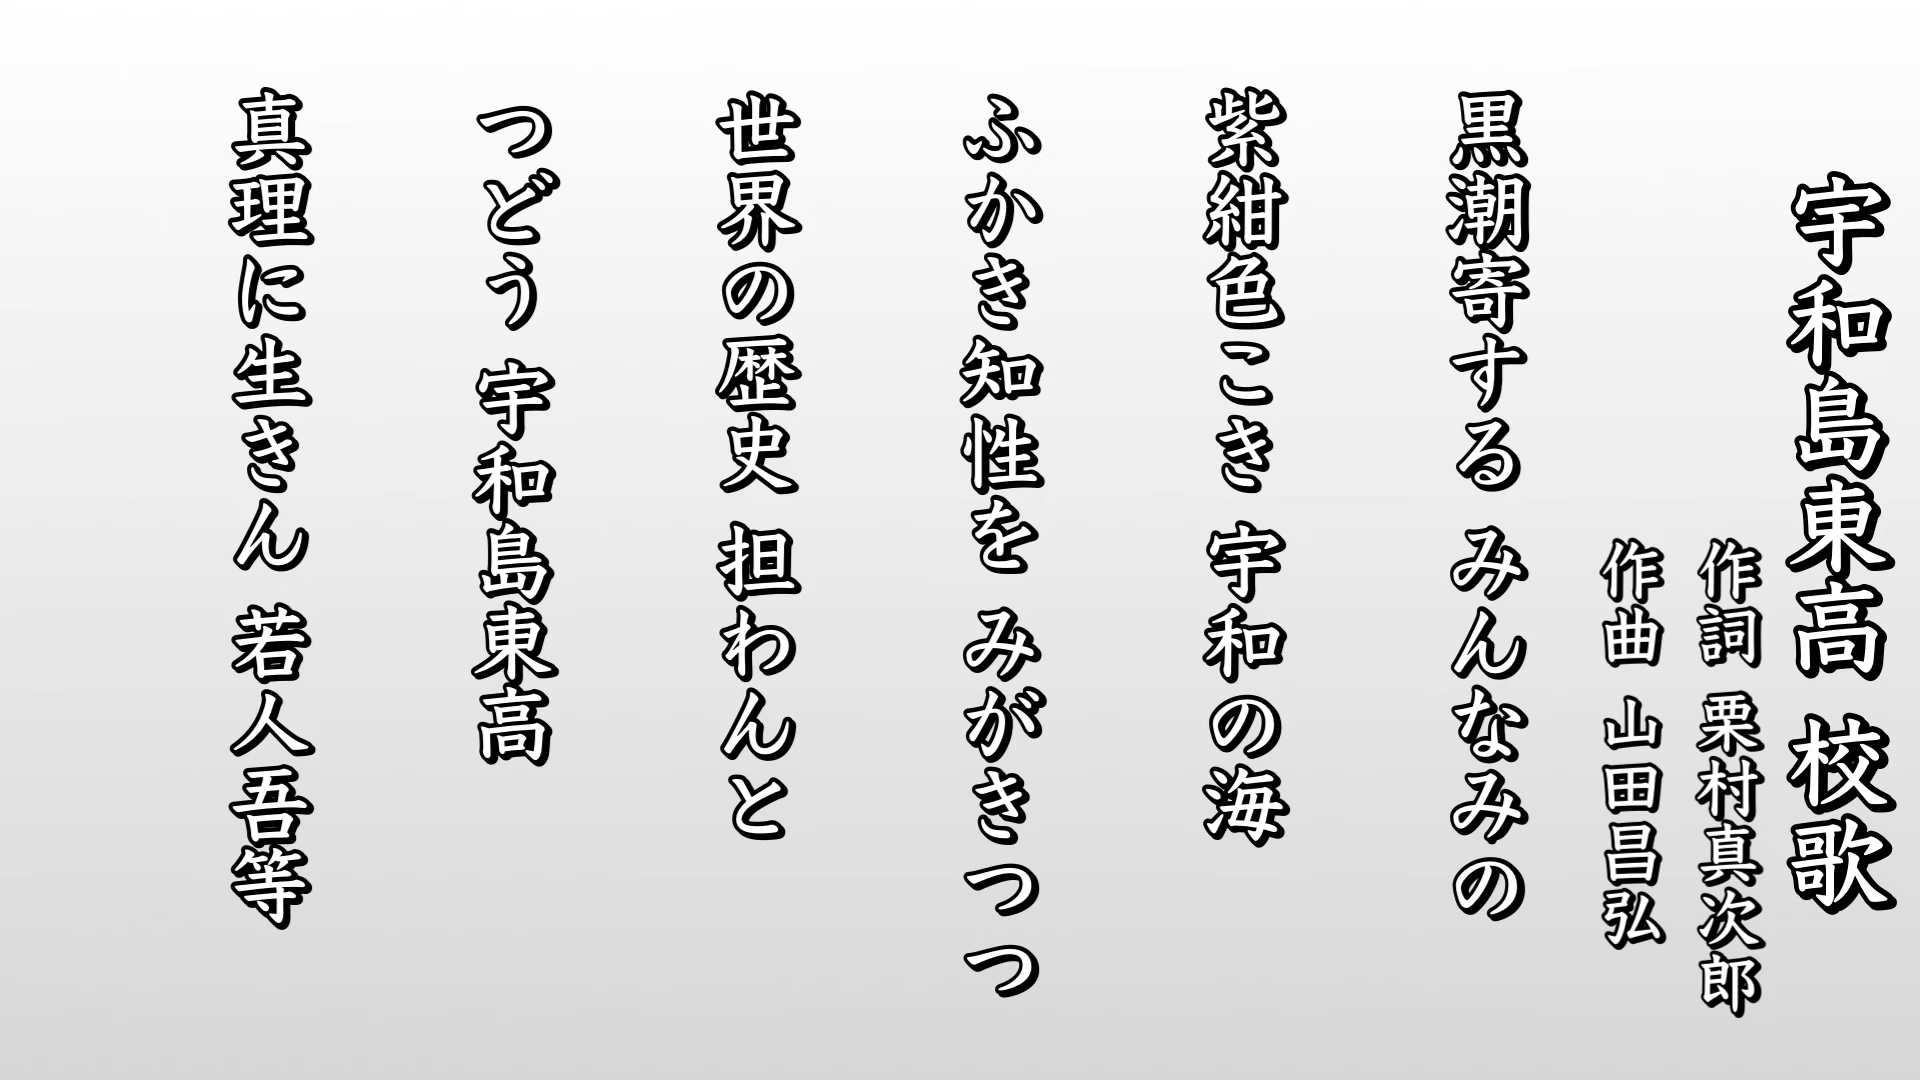 宇和島東高 校歌
作詞 栗村真次郎
作曲 山田昌弘
黒潮寄する みんなみの
紫紺色こき 宇和の海
ふかき知性を みがきつつ
世界の歴史 担わんと
つどう 宇和島東高
真理に生きん 若人吾等